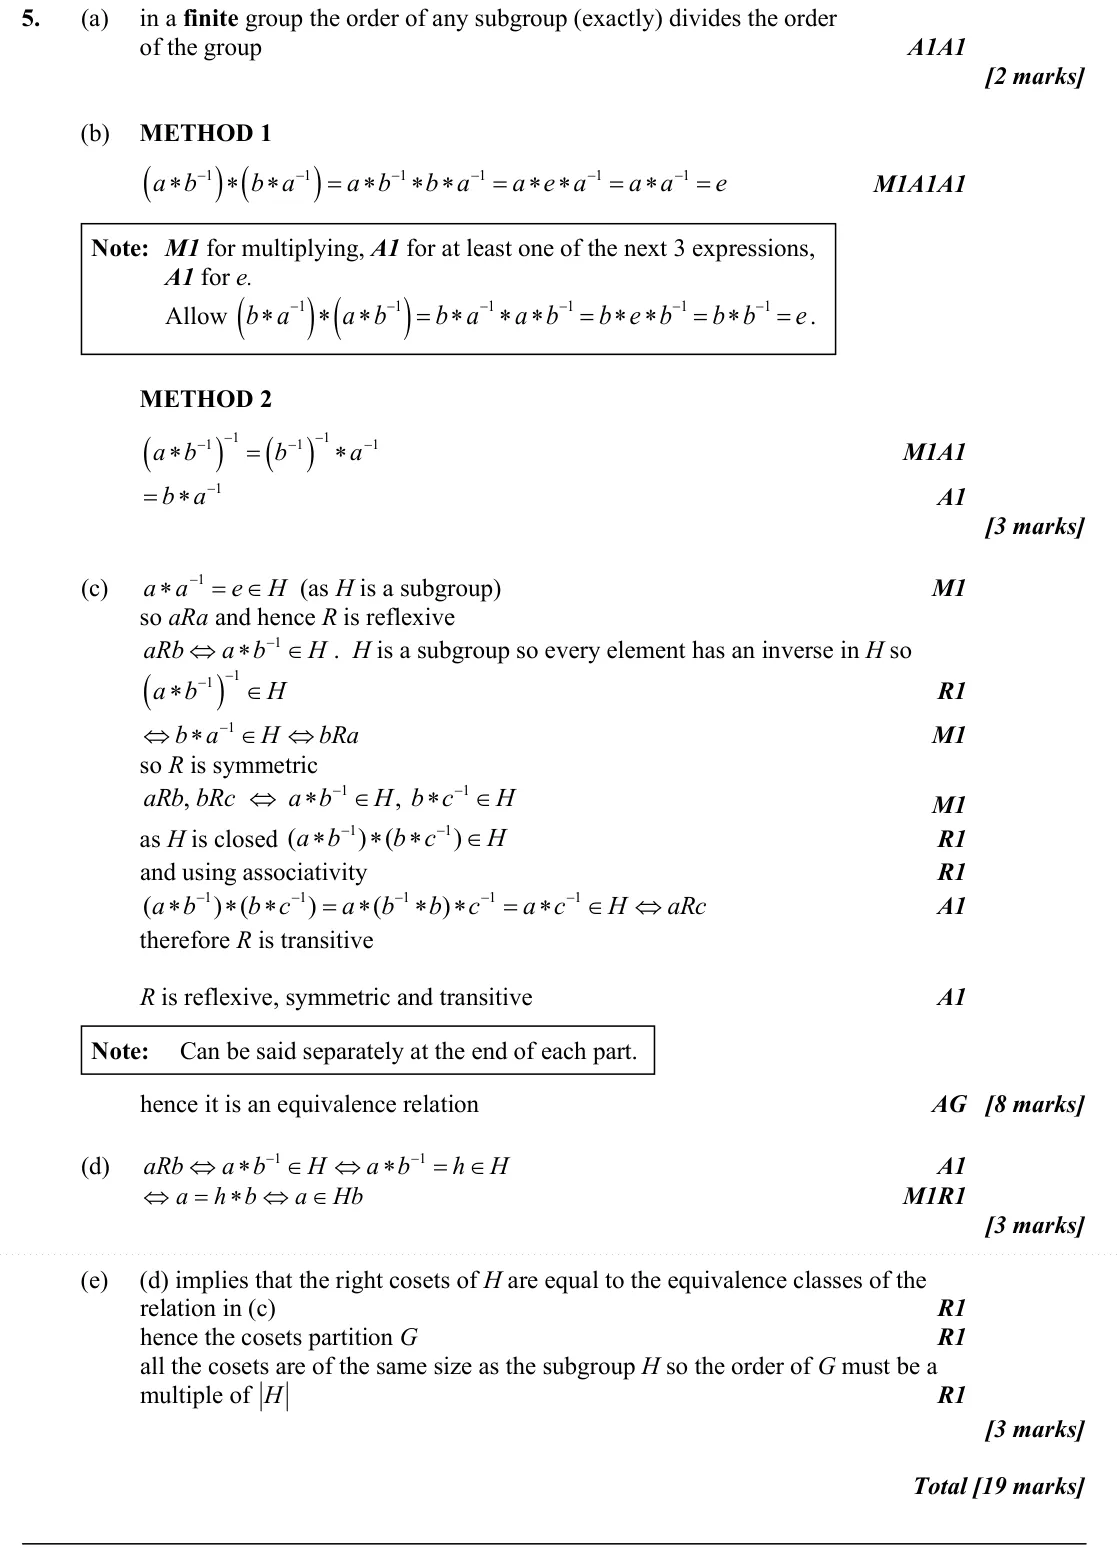 5. (a) in a finite group the order of any subgroup (exactly) divides the order
of the group A1A1
[2 marks]
(b) METHOD 1
(a∗b⁻¹)∗(b∗a⁻¹) = a∗b⁻¹∗b∗a⁻¹ = a∗e∗a⁻¹ = a∗a⁻¹ = e M1A1A1
Note: M1 for multiplying, A1 for at least one of the next 3 expressions,
A1 for e.
Allow (b∗a⁻¹)∗(a∗b⁻¹) = b∗a⁻¹∗a∗b⁻¹ = b∗e∗b⁻¹ = b∗b⁻¹ = e.
METHOD 2
(a∗b⁻¹)⁻¹ = (b⁻¹)⁻¹∗a⁻¹ M1A1
= b∗a⁻¹ A1
[3 marks]
(c) a∗a⁻¹ = e ∈ H (as H is a subgroup) M1
so aRa and hence R is reflexive
aRb ⇔ a∗b⁻¹ ∈ H . H is a subgroup so every element has an inverse in H so
(a∗b⁻¹)⁻¹ ∈ H R1
⇔ b∗a⁻¹ ∈ H ⇔ bRa M1
so R is symmetric
aRb, bRc ⇔ a∗b⁻¹ ∈ H, b∗c⁻¹ ∈ H M1
as H is closed (a∗b⁻¹)∗(b∗c⁻¹) ∈ H R1
and using associativity R1
(a∗b⁻¹)∗(b∗c⁻¹) = a∗(b⁻¹∗b)∗c⁻¹ = a∗c⁻¹ ∈ H ⇔ aRc A1
therefore R is transitive
R is reflexive, symmetric and transitive A1
Note: Can be said separately at the end of each part.
hence it is an equivalence relation AG [8 marks]
(d) aRb ⇔ a∗b⁻¹ ∈ H ⇔ a∗b⁻¹ = h ∈ H A1
⇔ a = h∗b ⇔ a ∈ Hb M1R1
[3 marks]
(e) (d) implies that the right cosets of H are equal to the equivalence classes of the
relation in (c) R1
hence the cosets partition G R1
all the cosets are of the same size as the subgroup H so the order of G must be a
multiple of |H| R1
[3 marks]
Total [19 marks]